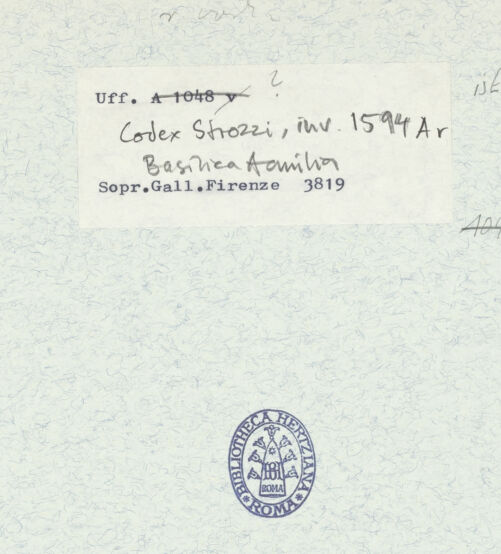 Uff. A 1048 v ?
Codex Strozzi, inv. 1594 Ar
Basilica Aemilia
Sopr.Gall.Firenze 3819
BIBLIOTHECA HERTZIANA
ROMA
ROMA